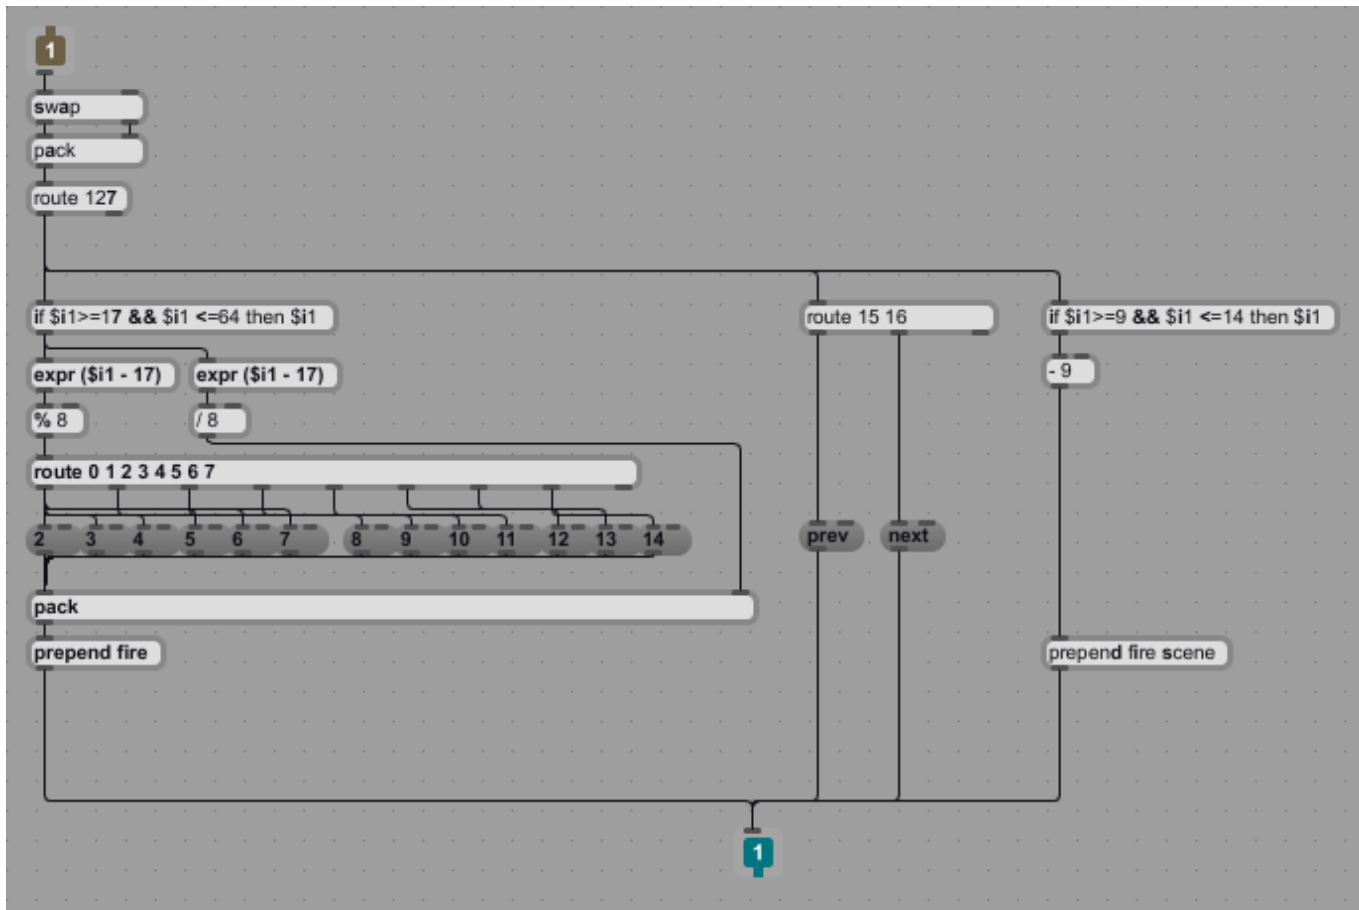 1
swap
pack
route 127
if $i1>=17 && $i1 <=64 then $i1
route 15 16
if $i1>=9 && $i1 <=14 then $i1
expr ($i1 - 17)
expr ($i1 - 17)
- 9
% 8
/ 8
route 0 1 2 3 4 5 6 7
2 3 4 5 6 7 8 9 10 11 12 13 14
prev
next
pack
prepend fire
prepend fire scene
1